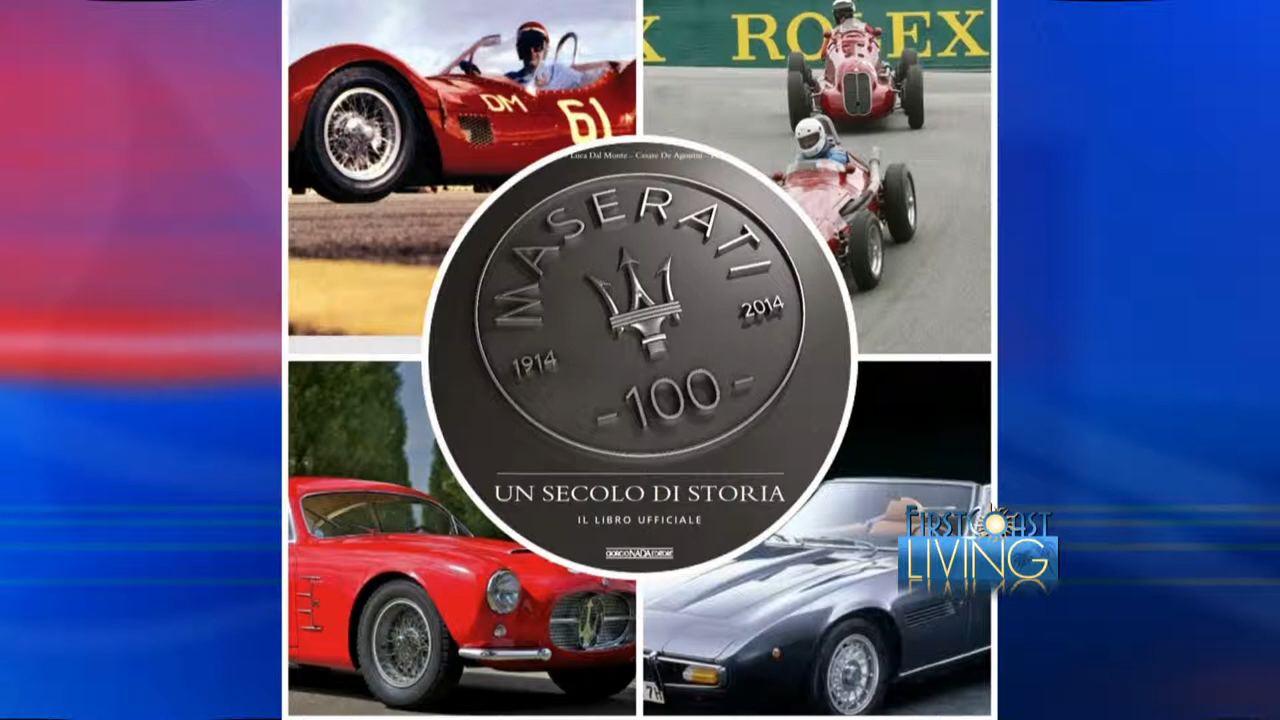 ROLEX
X
DM
61
Luca Dal Monte - Cesare De Agostini -
MASERATI
1914
2014
-100-
UN SECOLO DI STORIA
IL LIBRO UFFICIALE
GIORGIO NADA EDITORE
FIRST COAST
LIVING